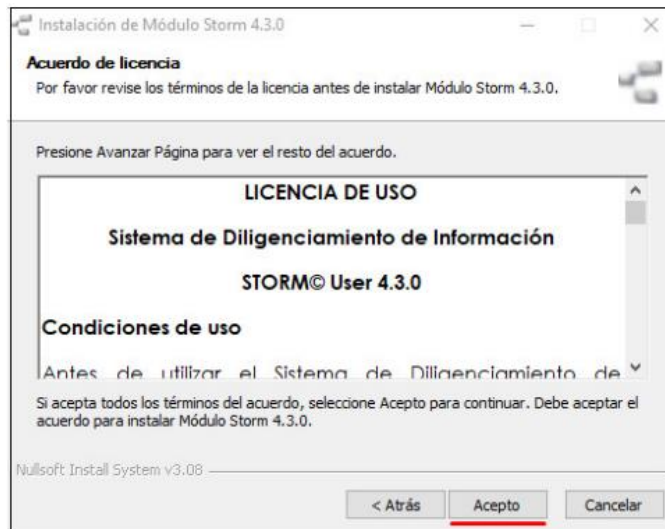 Instalación de Módulo Storm 4.3.0
Acuerdo de licencia
Por favor revise los términos de la licencia antes de instalar Módulo Storm 4.3.0.
Presione Avanzar Página para ver el resto del acuerdo.
LICENCIA DE USO
Sistema de Diligenciamiento de Información
STORM© User 4.3.0
Condiciones de uso
Antes de utilizar el Sistema de Diligenciamiento de
Si acepta todos los términos del acuerdo, seleccione Acepto para continuar. Debe aceptar el
acuerdo para instalar Módulo Storm 4.3.0.
Nullsoft Install System v3.08
< Atrás Acepto Cancelar